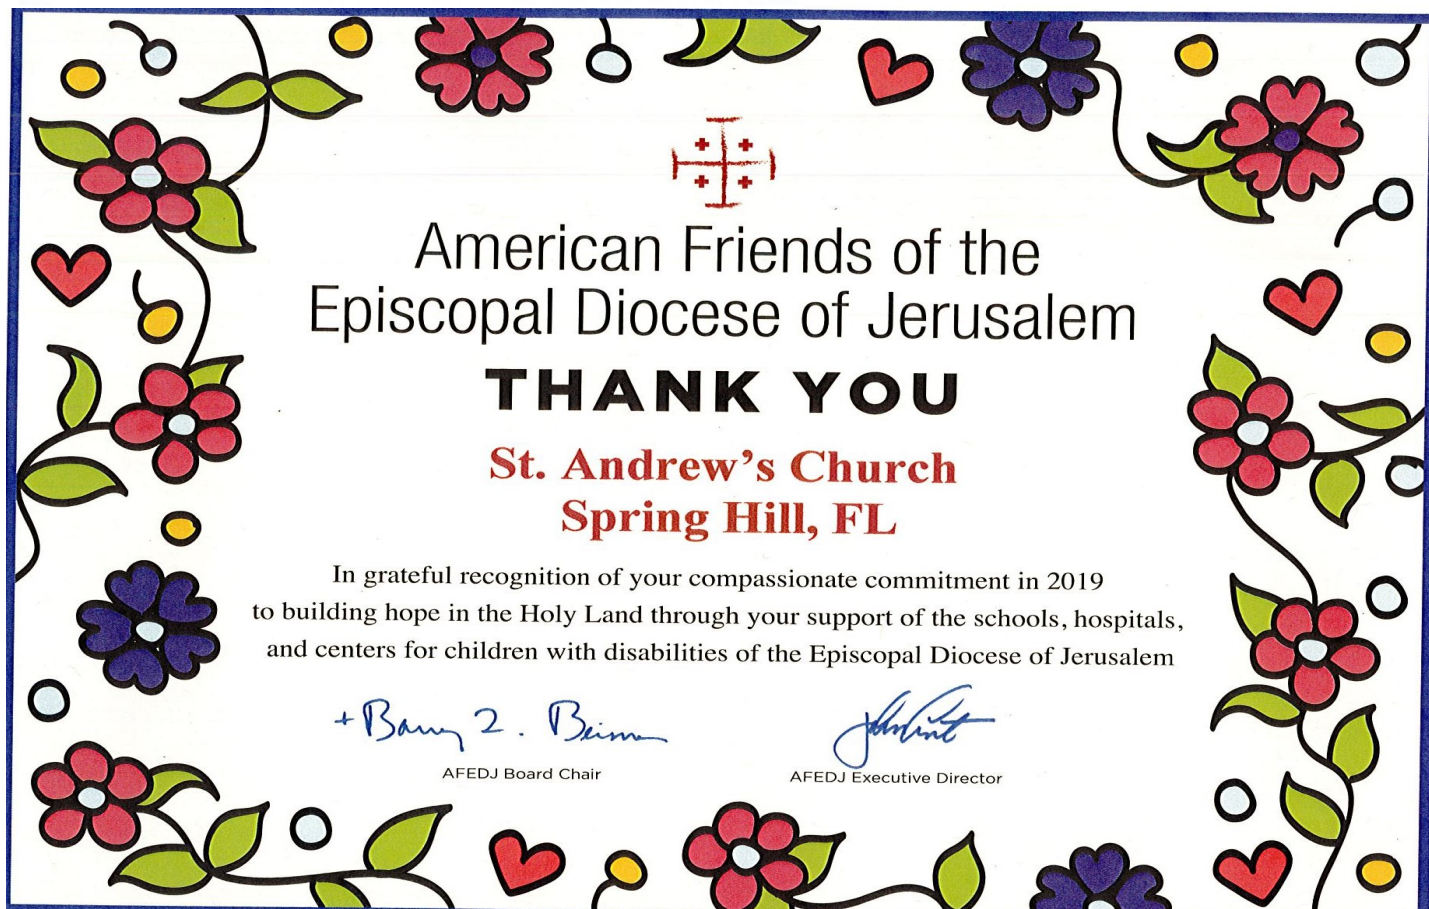 American Friends of the
Episcopal Diocese of Jerusalem
THANK YOU
St. Andrew's Church
Spring Hill, FL
In grateful recognition of your compassionate commitment in 2019
to building hope in the Holy Land through your support of the schools, hospitals,
and centers for children with disabilities of the Episcopal Diocese of Jerusalem
+Barry
AFEDJ Board Chair
AFEDJ Executive Director